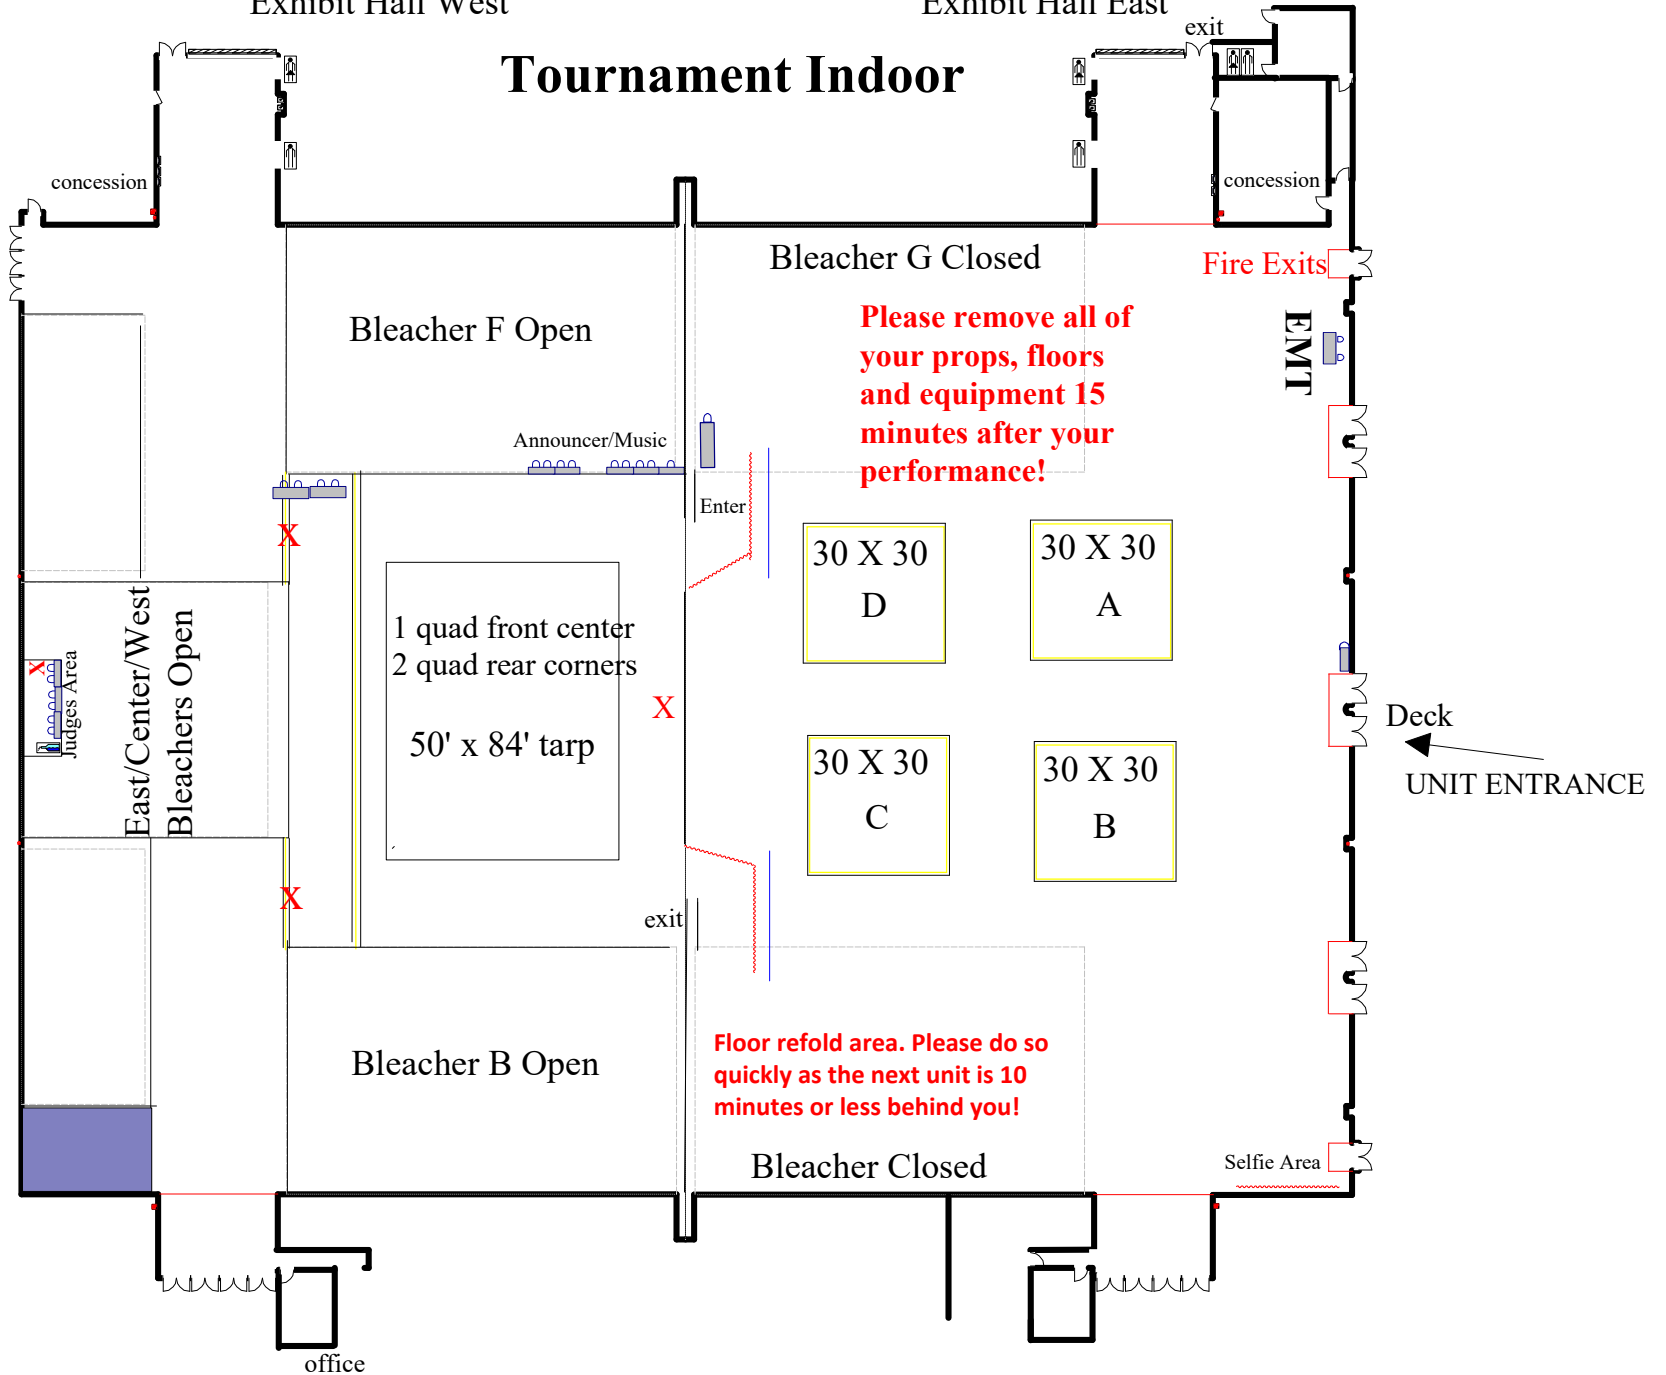 Exhibit Hall West
Exhibit Hall East
exit
Tournament Indoor
concession
concession
Bleacher G Closed
Fire Exits
Bleacher F Open
Please remove all of
your props, floors
and equipment 15
minutes after your
performance!
EMT
Announcer/Music
Enter
X
30 X 30
D
30 X 30
A
1 quad front center
2 quad rear corners
50' x 84' tarp
X
X
Judges Area
East/Center/West
Bleachers Open
Deck
UNIT ENTRANCE
30 X 30
C
30 X 30
B
X
exit
Floor refold area. Please do so
quickly as the next unit is 10
minutes or less behind you!
Bleacher B Open
Bleacher Closed
Selfie Area
office